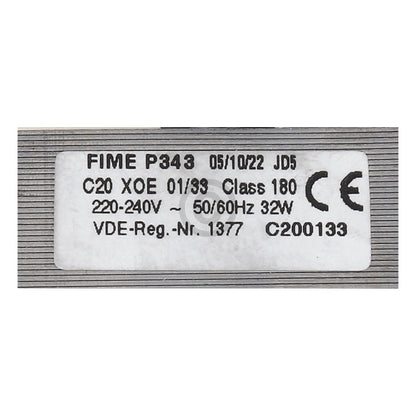 FIME P343 05/10/22 JD5
C20 XOE 01/33 Class 180 CE
220-240V ~ 50/60Hz 32W
VDE-Reg.-Nr. 1377 C200133